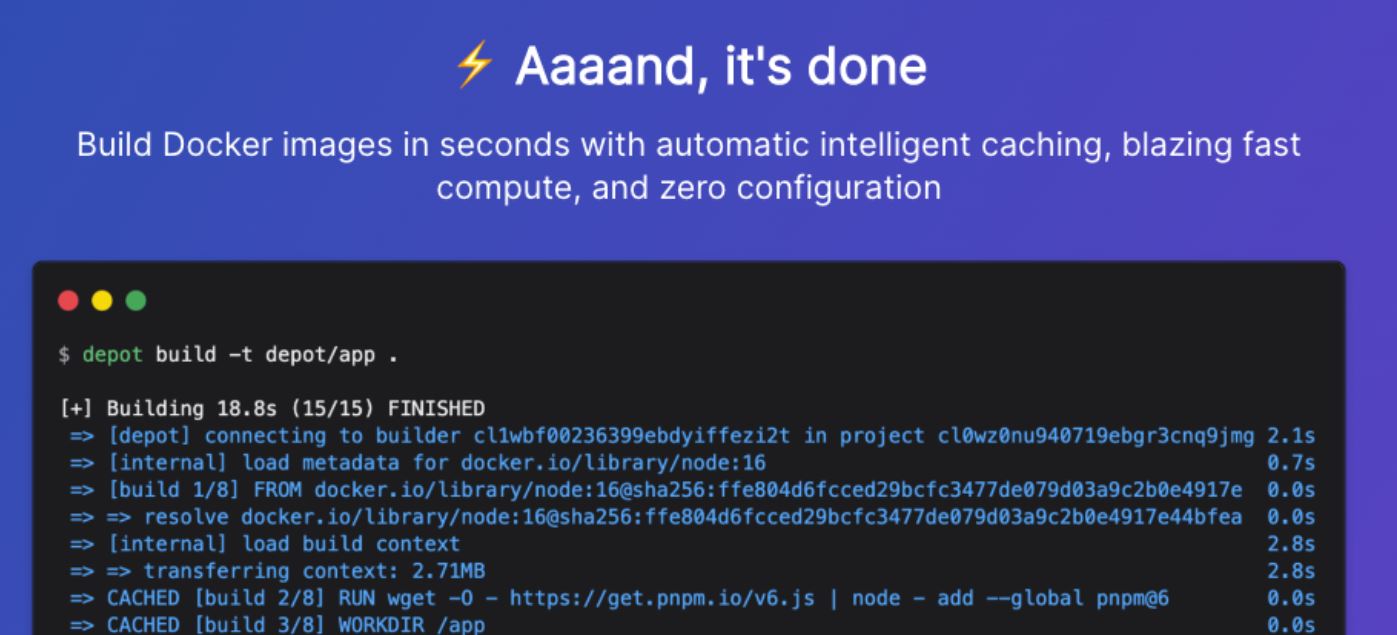 ⚡ Aaaand, it's done
Build Docker images in seconds with automatic intelligent caching, blazing fast
compute, and zero configuration
$ depot build -t depot/app .
[+] Building 18.8s (15/15) FINISHED
=> [depot] connecting to builder cl1wbf00236399ebdyiffezi2t in project cl0wz0nu940719ebgr3cnq9jmg 2.1s
=> [internal] load metadata for docker.io/library/node:16 0.7s
=> [build 1/8] FROM docker.io/library/node:16@sha256:ffe804d6fcced29bcfc3477de079d03a9c2b0e4917e 0.0s
=> => resolve docker.io/library/node:16@sha256:ffe804d6fcced29bcfc3477de079d03a9c2b0e4917e44bfea 0.0s
=> [internal] load build context 2.8s
=> => transferring context: 2.71MB 2.8s
=> CACHED [build 2/8] RUN wget -O - https://get.pnpm.io/v6.js | node - add --global pnpm@6 0.0s
=> CACHED [build 3/8] WORKDIR /app 0.0s